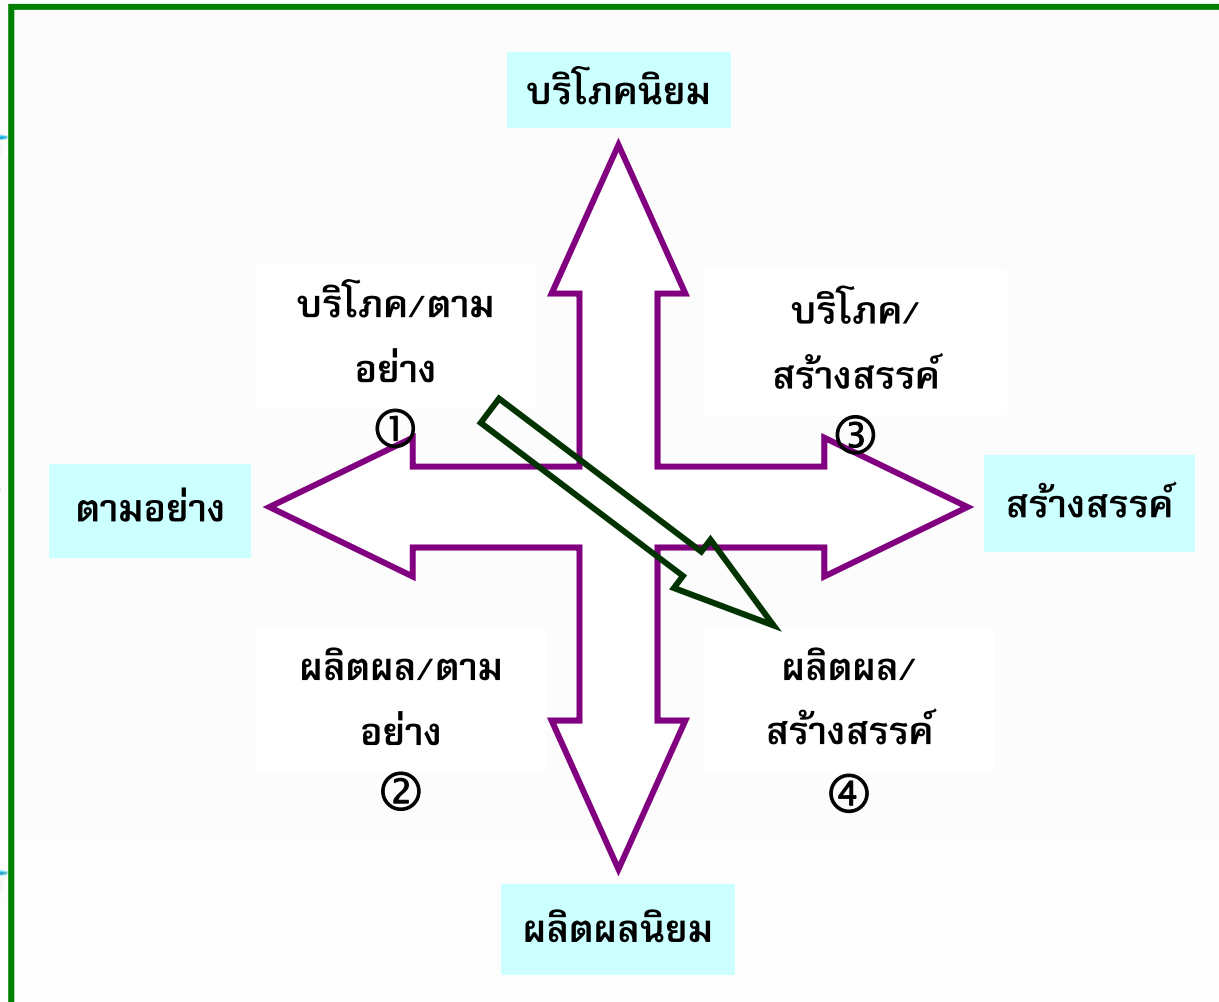 บริโภคนิยม
บริโภค/ตาม
อย่าง
①
บริโภค/
สร้างสรรค์
③
ตามอย่าง
สร้างสรรค์
ผลิตผล/ตาม
อย่าง
②
ผลิตผล/
สร้างสรรค์
④
ผลิตผลนิยม